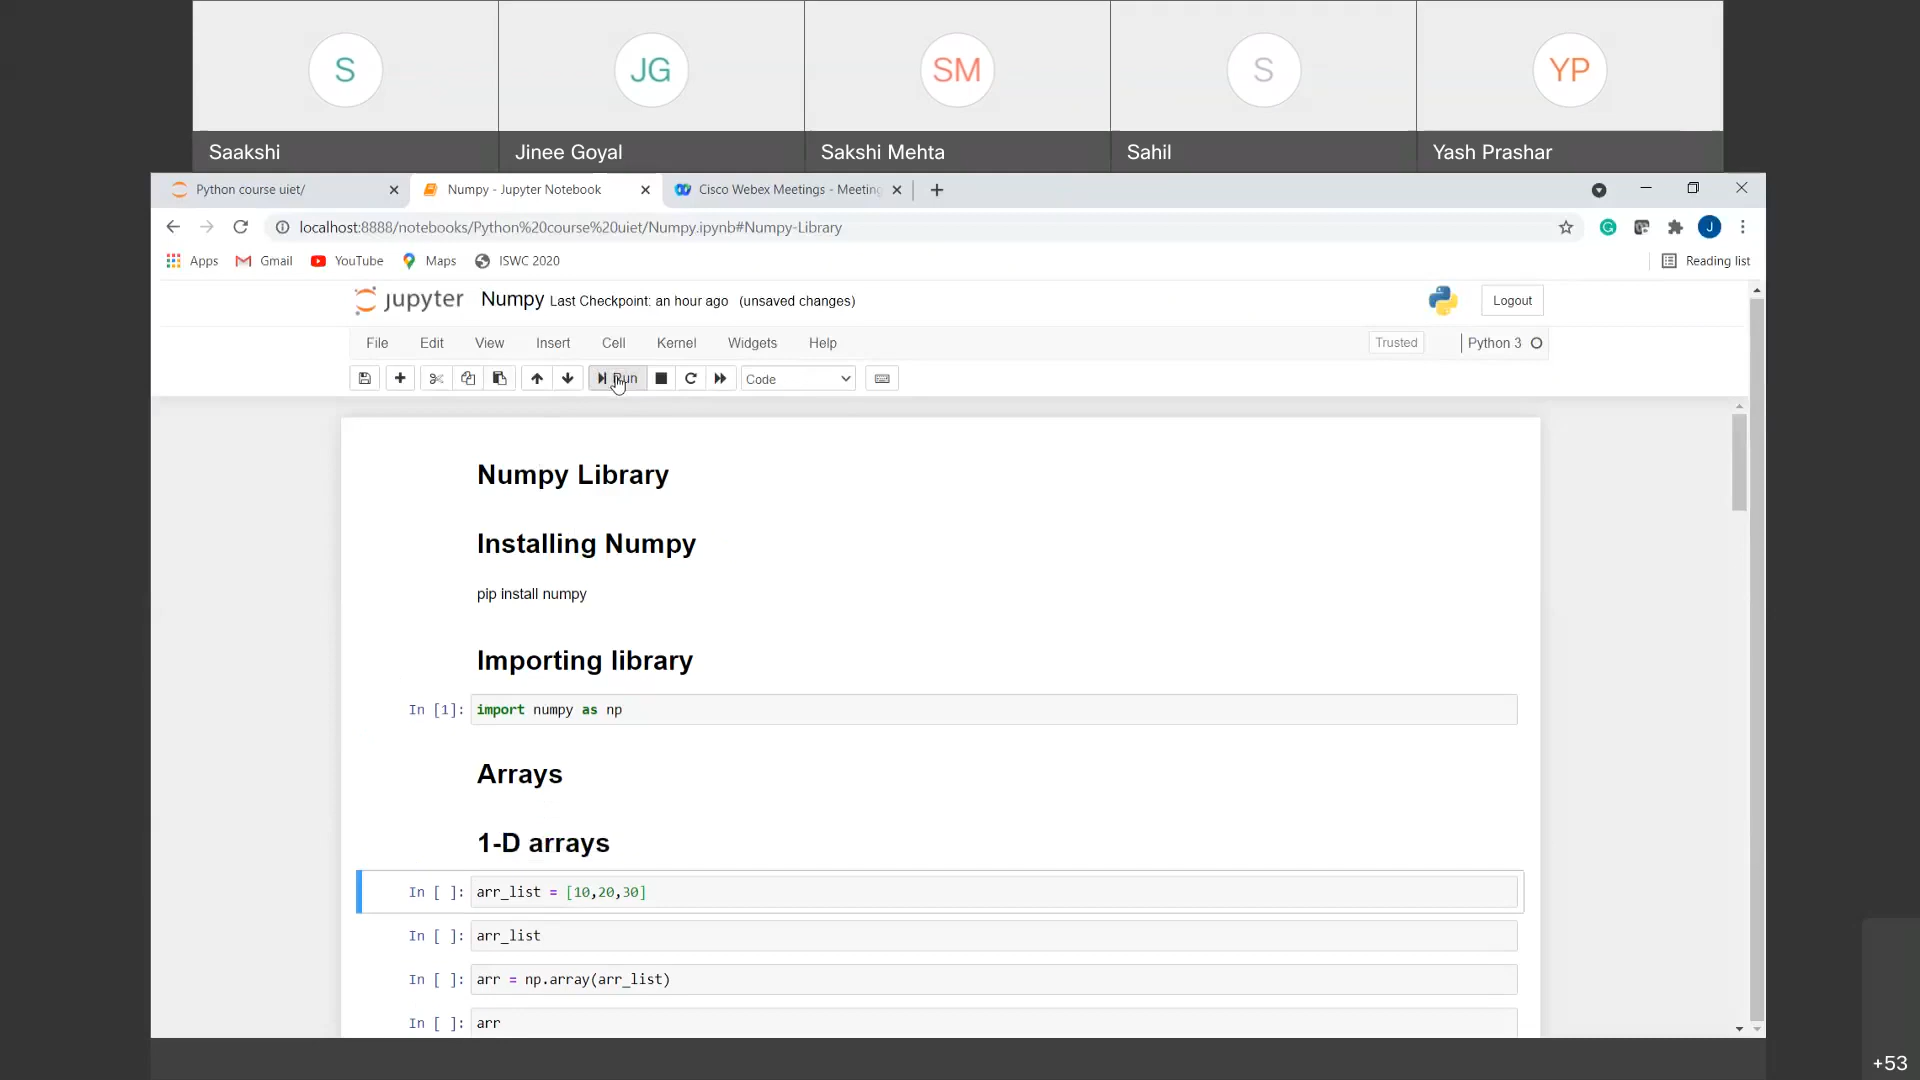 S JG SM S YP
Saakshi Jinee Goyal Sakshi Mehta Sahil Yash Prashar
Python course uiet/ Numpy - Jupyter Notebook Cisco Webex Meetings - Meeting
localhost:8888/notebooks/Python%20course%20uiet/Numpy.ipynb#Numpy-Library J
Apps Gmail YouTube Maps ISWC 2020 Reading list
jupyter Numpy Last Checkpoint: an hour ago (unsaved changes) Logout
File Edit View Insert Cell Kernel Widgets Help Trusted Python 3
Run Code
Numpy Library
Installing Numpy
pip install numpy
Importing library
In [1]: import numpy as np
Arrays
1-D arrays
In [ ]: arr_list = [10,20,30]
In [ ]: arr_list
In [ ]: arr = np.array(arr_list)
In [ ]: arr
+53